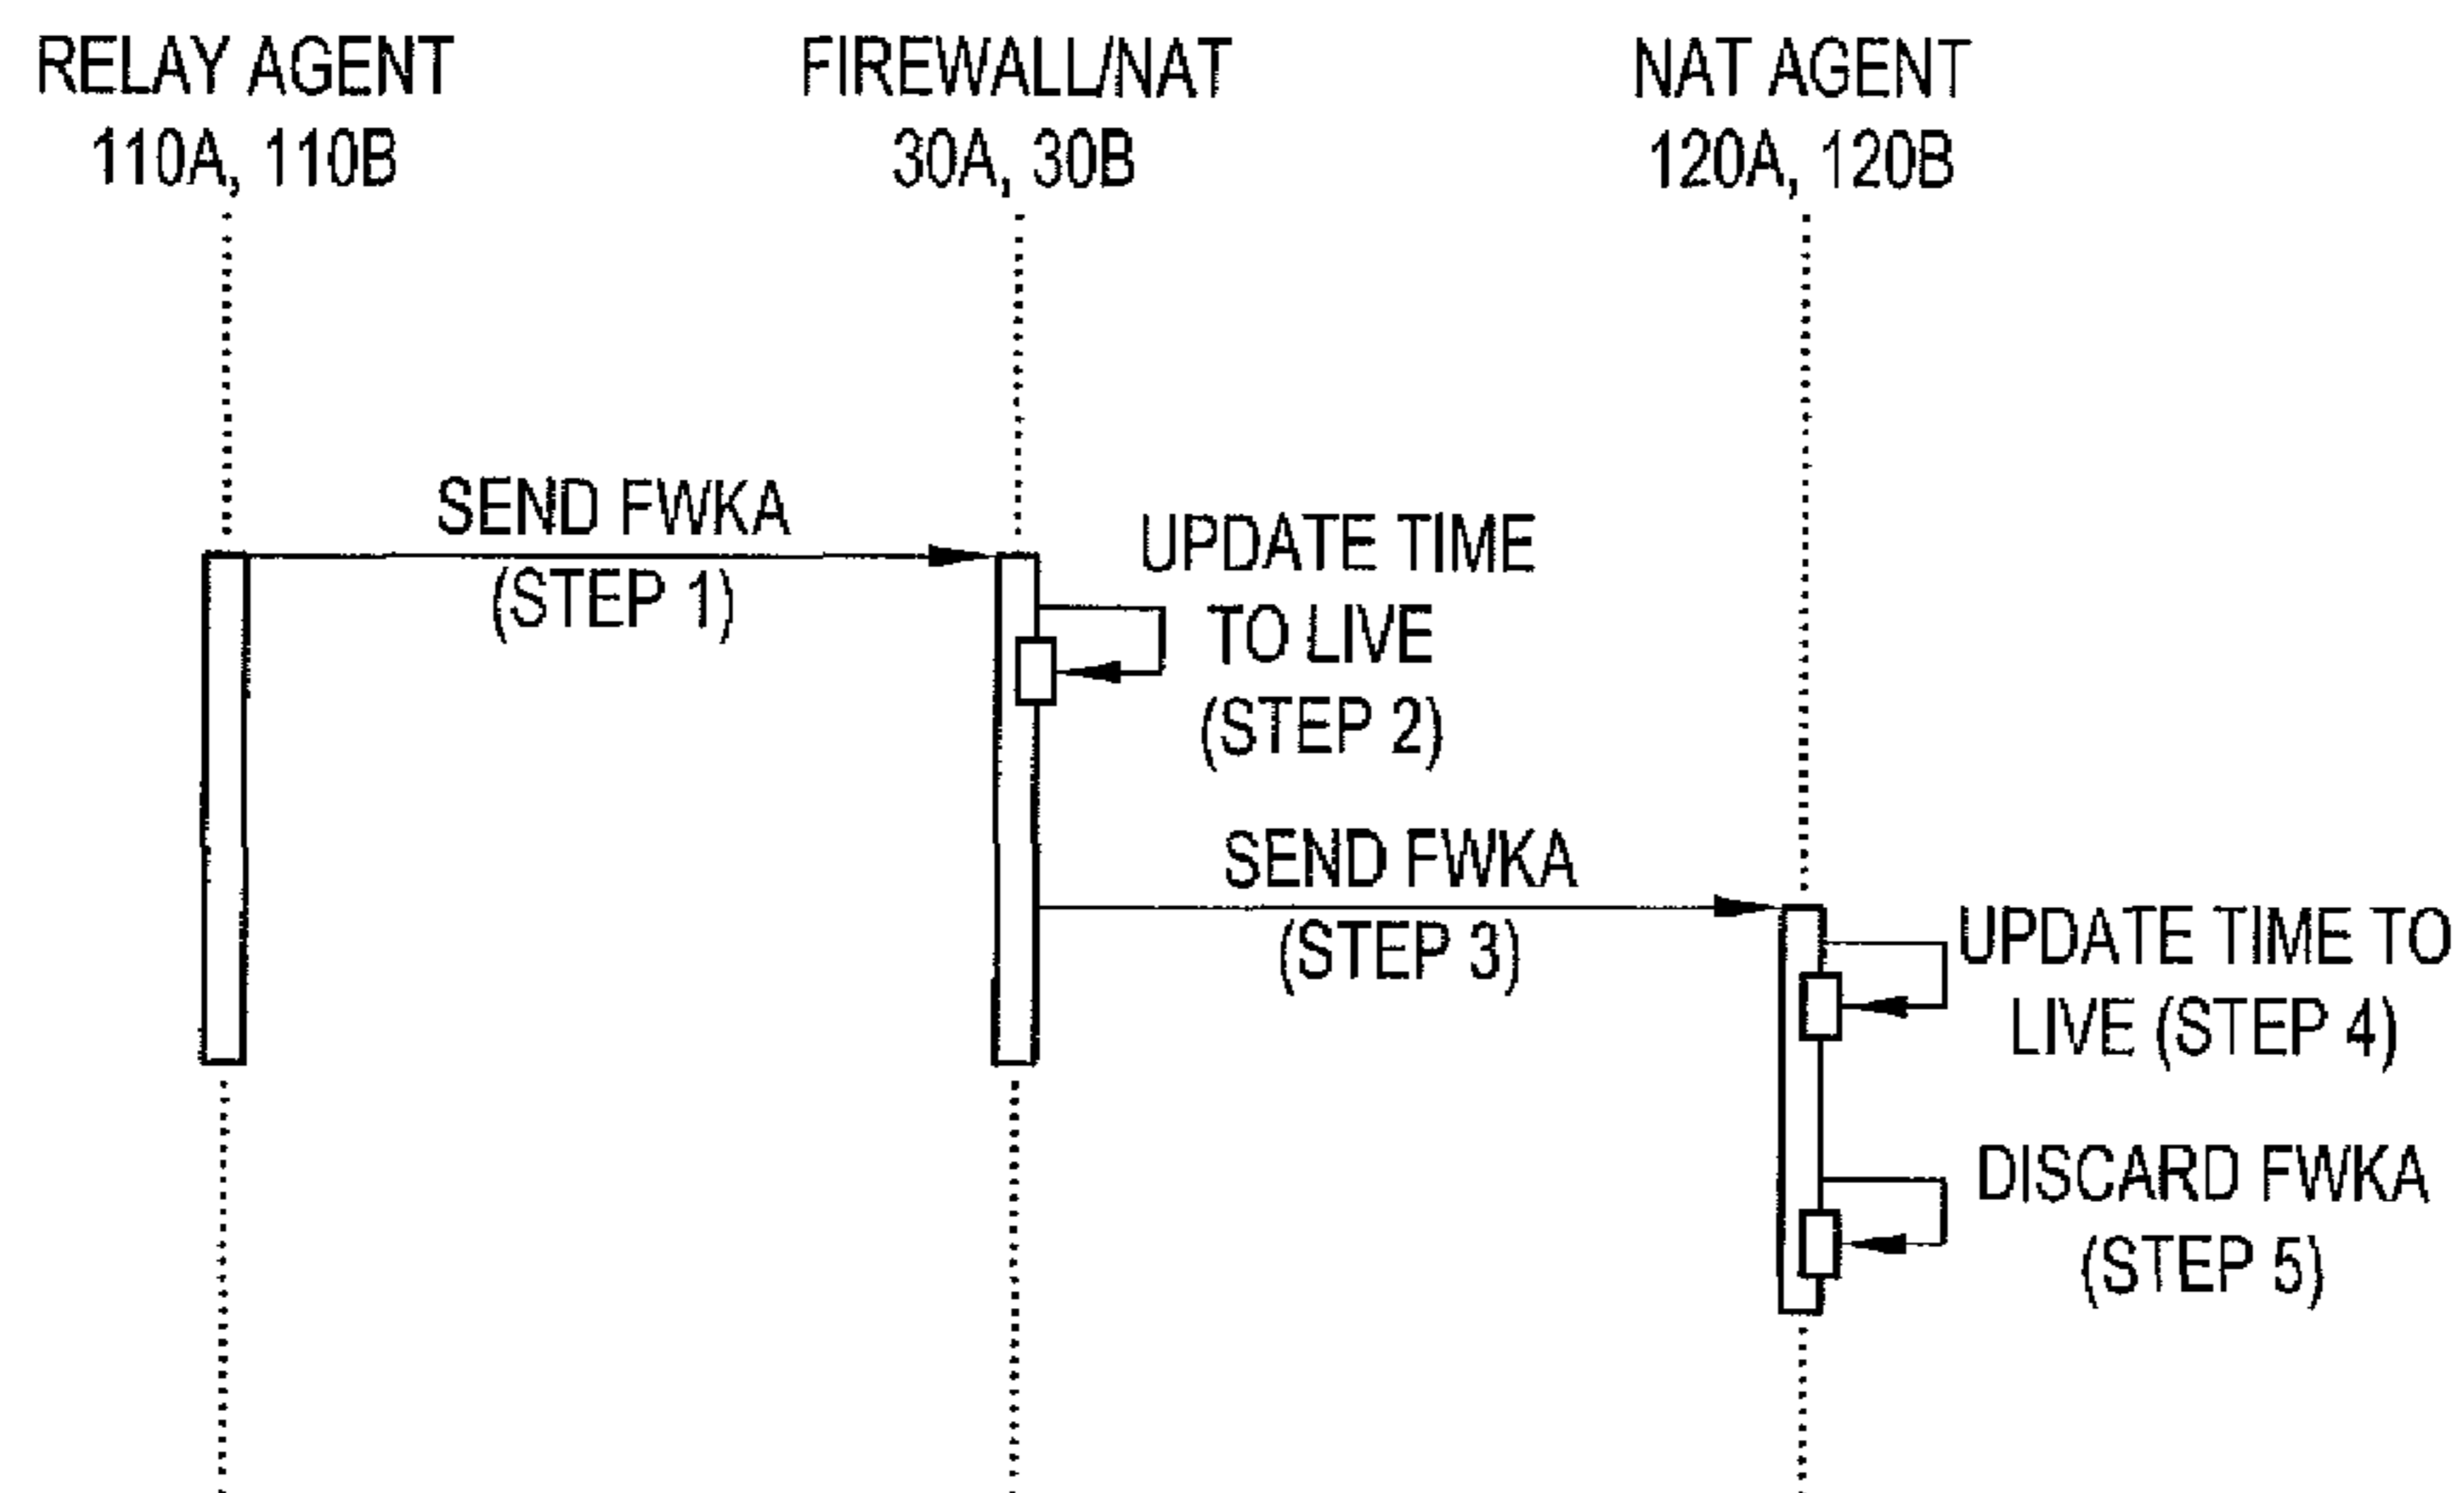 RELAY AGENT
110A, 110B
FIREWALL/NAT
30A, 30B
NAT AGENT
120A, 120B
SEND FWKA
(STEP 1)
UPDATE TIME
TO LIVE
(STEP 2)
SEND FWKA
(STEP 3)
UPDATE TIME TO
LIVE (STEP 4)
DISCARD FWKA
(STEP 5)